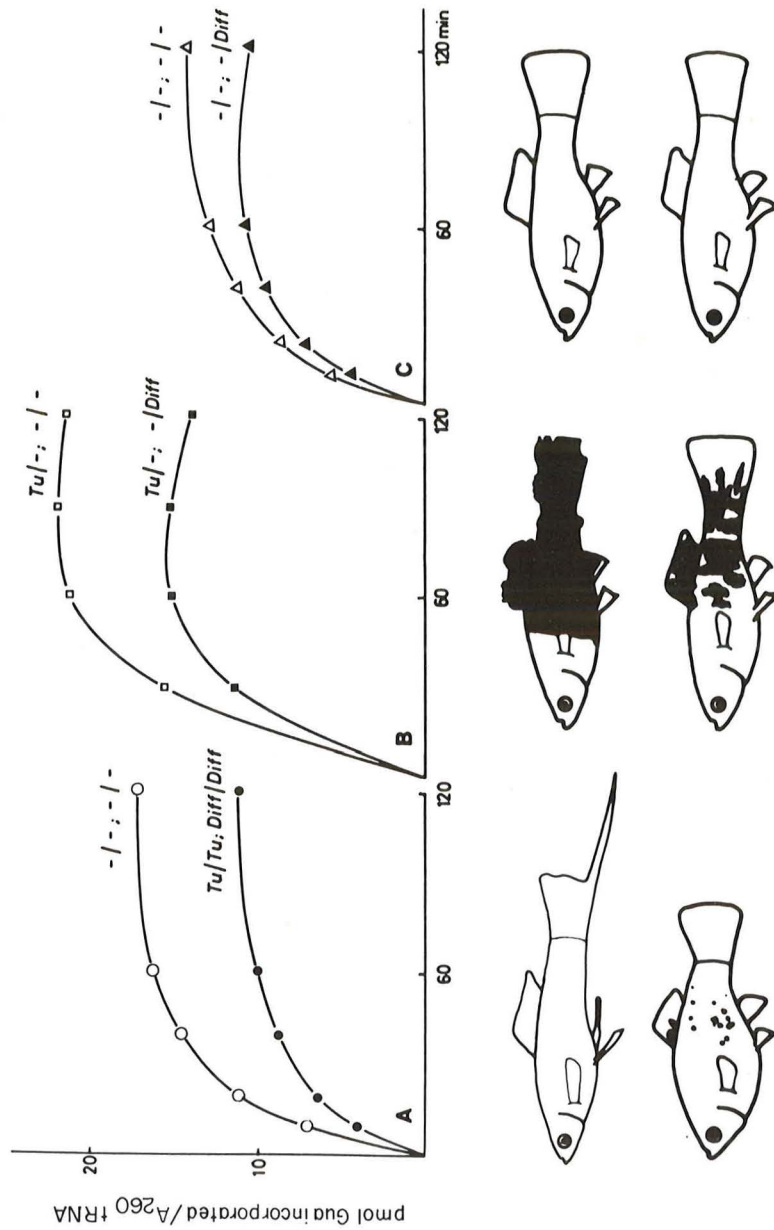 pmol Gua incorporated/A260 tRNA
20
10
-/-; -/-
Tu/Tu; Diff/Diff
A
60
120
Tu/-; -/-
Tu/-; -/Diff
B
60
120
-/-; -/-
-/-; -/Diff
C
60
120 min